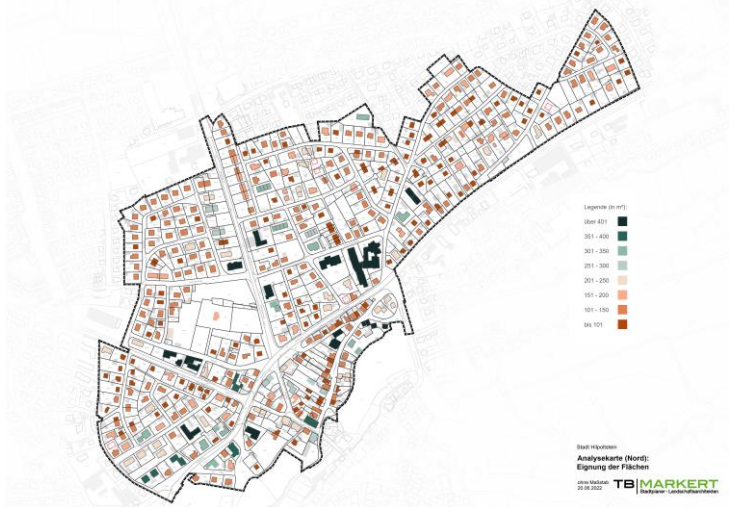 Legende (in m²):
über 401
351 - 400
301 - 350
251 - 300
201 - 250
151 - 200
101 - 150
bis 101
Stadt Hilpoltstein
Analysekarte (Nord):
Eignung der Flächen
ohne Maßstab
20.06.2022
TB|MARKERT
Stadtplaner · Landschaftsarchitekten